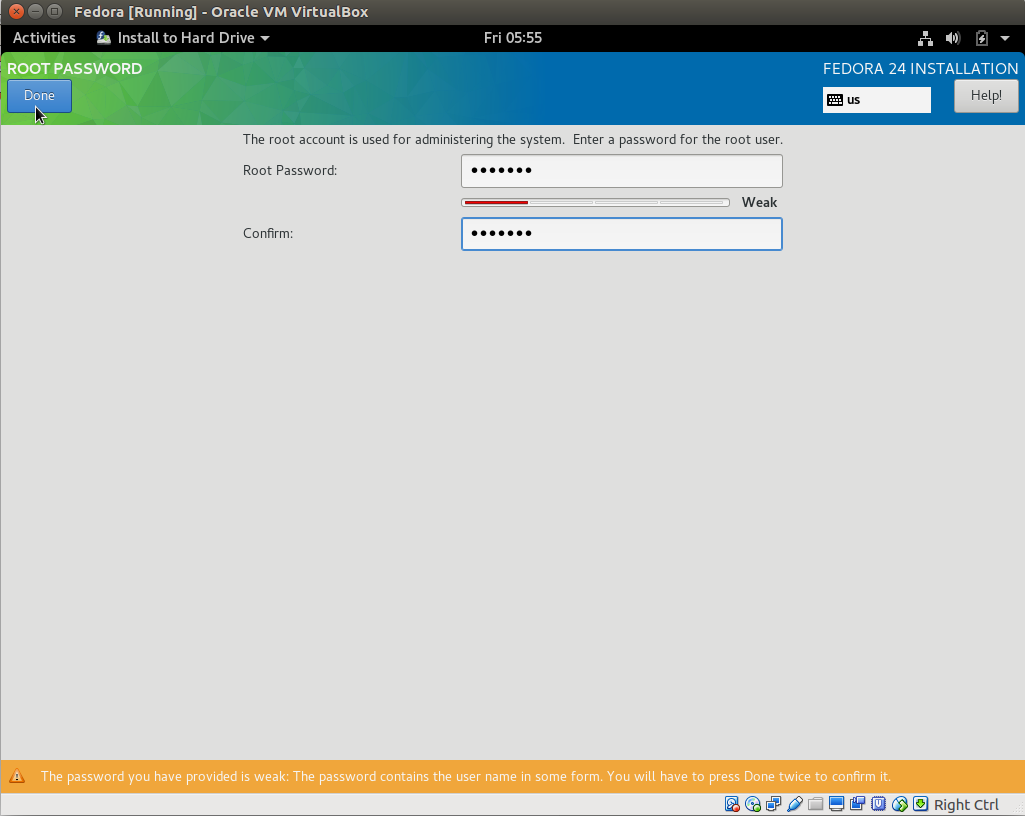 Fedora [Running] - Oracle VM VirtualBox
Activities Install to Hard Drive Fri 05:55
ROOT PASSWORD FEDORA 24 INSTALLATION
Done us Help!
The root account is used for administering the system. Enter a password for the root user.
Root Password: •••••••
Weak
Confirm: •••••••
The password you have provided is weak: The password contains the user name in some form. You will have to press Done twice to confirm it.
Right Ctrl